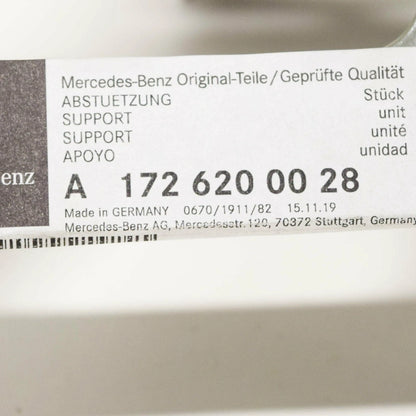 Mercedes-Benz Original-Teile/Geprüfte Qualität
ABSTUETZUNG Stück
SUPPORT unit
SUPPORT unité
APOYO unidad
enz
A 172 620 00 28
Made in GERMANY 0670/1911/82 15.11.19
Mercedes-Benz AG, Mercedesstr. 120, 70372 Stuttgart, Germany